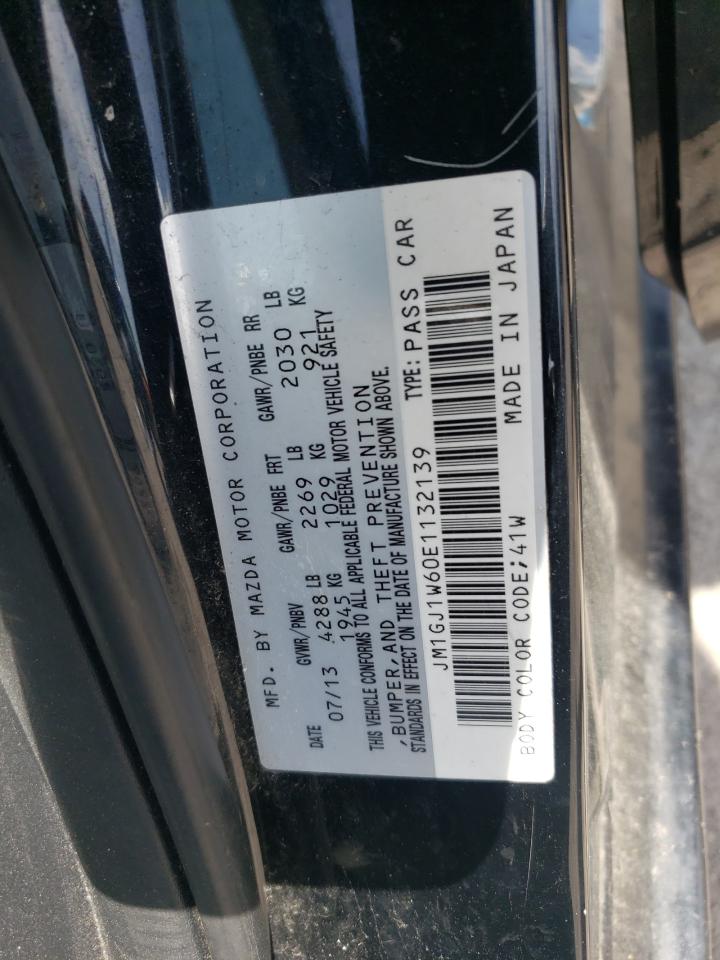 MFD. BY MAZDA MOTOR CORPORATION
DATE GVWR/PNBV GAWR/PNBE FRT GAWR/PNBE RR
07/13 4288 LB 2269 LB 2030 LB
1945 KG 1029 KG 921 KG
THIS VEHICLE CONFORMS TO ALL APPLICABLE FEDERAL MOTOR VEHICLE SAFETY
,BUMPER,AND THEFT PREVENTION
STANDARDS IN EFFECT ON THE DATE OF MANUFACTURE SHOWN ABOVE.
JM1GJ1W60E1132139 TYPE: PASS CAR
BODY COLOR CODE;41W MADE IN JAPAN